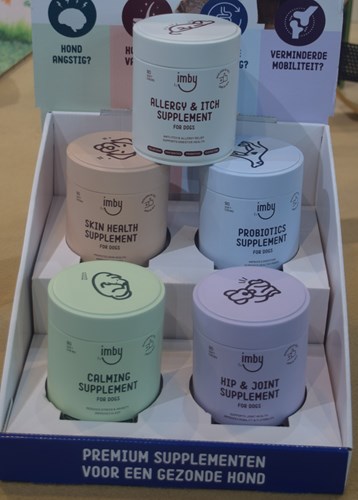 HOND
ANGSTIG?
VERMINDERDE
MOBILITEIT?
imby
ALLERGY & ITCH
SUPPLEMENT
FOR DOGS
imby
SKIN HEALTH
SUPPLEMENT
FOR DOGS
imby
PROBIOTICS
SUPPLEMENT
FOR DOGS
imby
CALMING
SUPPLEMENT
FOR DOGS
imby
HIP & JOINT
SUPPLEMENT
FOR DOGS
PREMIUM SUPPLEMENTEN
VOOR EEN GEZONDE HOND